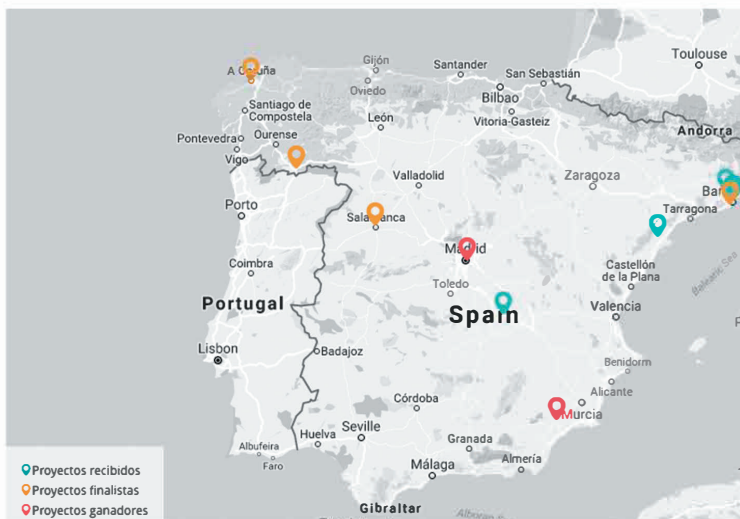 Toulouse
Gijón
Santander
San Sebastián
A Coruña
Oviedo
Bilbao
Santiago de
Compostela
León
Vitoria-Gasteiz
Andorra
Pontevedra
Ourense
Vigo
Valladolid
Zaragoza
Bar
Porto
Salamanca
Tarragona
Madrid
Coimbra
Toledo
Castellón
de la Plana
Balearic Sea
Portugal
Spain
Valencia
Lisbon
Badajoz
Benidorm
Alicante
Córdoba
Murcia
Huelva
Seville
Granada
Albufeira
Faro
Málaga
Almería
Gibraltar
Alboran
Proyectos recibidos
Proyectos finalistas
Proyectos ganadores